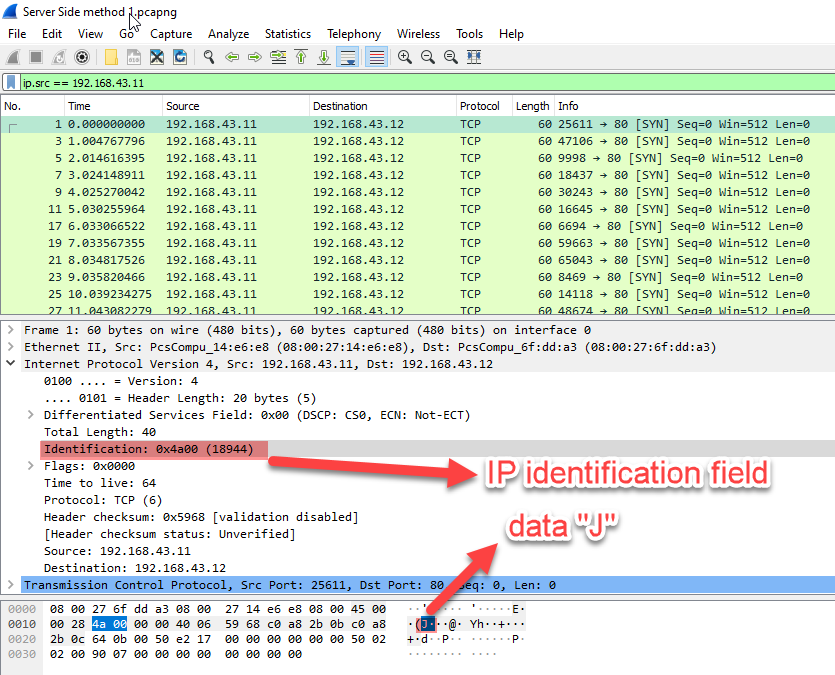 Server Side method 1.pcapng
File Edit View Go Capture Analyze Statistics Telephony Wireless Tools Help
ip.src == 192.168.43.11
No. Time Source Destination Protocol Length Info
1 0.000000000 192.168.43.11 192.168.43.12 TCP 60 25611 → 80 [SYN] Seq=0 Win=512 Len=0
3 1.004767796 192.168.43.11 192.168.43.12 TCP 60 47106 → 80 [SYN] Seq=0 Win=512 Len=0
5 2.014616395 192.168.43.11 192.168.43.12 TCP 60 9998 → 80 [SYN] Seq=0 Win=512 Len=0
7 3.024148911 192.168.43.11 192.168.43.12 TCP 60 18437 → 80 [SYN] Seq=0 Win=512 Len=0
9 4.025270042 192.168.43.11 192.168.43.12 TCP 60 30243 → 80 [SYN] Seq=0 Win=512 Len=0
11 5.030255964 192.168.43.11 192.168.43.12 TCP 60 16645 → 80 [SYN] Seq=0 Win=512 Len=0
17 6.033066522 192.168.43.11 192.168.43.12 TCP 60 6694 → 80 [SYN] Seq=0 Win=512 Len=0
19 7.033567355 192.168.43.11 192.168.43.12 TCP 60 59663 → 80 [SYN] Seq=0 Win=512 Len=0
21 8.034817526 192.168.43.11 192.168.43.12 TCP 60 65043 → 80 [SYN] Seq=0 Win=512 Len=0
23 9.035820466 192.168.43.11 192.168.43.12 TCP 60 8469 → 80 [SYN] Seq=0 Win=512 Len=0
25 10.039234275 192.168.43.11 192.168.43.12 TCP 60 14118 → 80 [SYN] Seq=0 Win=512 Len=0
27 11.043082279 192.168.43.11 192.168.43.12 TCP 60 48674 → 80 [SYN] Seq=0 Win=512 Len=0
Frame 1: 60 bytes on wire (480 bits), 60 bytes captured (480 bits) on interface 0
Ethernet II, Src: PcsCompu_14:e6:e8 (08:00:27:14:e6:e8), Dst: PcsCompu_6f:dd:a3 (08:00:27:6f:dd:a3)
Internet Protocol Version 4, Src: 192.168.43.11, Dst: 192.168.43.12
0100 .... = Version: 4
.... 0101 = Header Length: 20 bytes (5)
Differentiated Services Field: 0x00 (DSCP: CS0, ECN: Not-ECT)
Total Length: 40
Identification: 0x4a00 (18944)
Flags: 0x0000
IP identification field
Time to live: 64
Protocol: TCP (6)
Header checksum: 0x5968 [validation disabled]
data "J"
[Header checksum status: Unverified]
Source: 192.168.43.11
Destination: 192.168.43.12
Transmission Control Protocol, Src Port: 25611, Dst Port: 80, Seq: 0, Len: 0
0000 08 00 27 6f dd a3 08 00 27 14 e6 e8 08 00 45 00 ··'····· '·····E·
0010 00 28 4a 00 00 00 40 06 59 68 c0 a8 2b 0b c0 a8 ·(J···@· Yh··+···
0020 2b 0c 64 0b 00 50 e2 17 00 00 00 00 00 00 50 02 +·d··P·· ······P·
0030 02 00 90 07 00 00 00 00 00 00 00 00 ········ ····